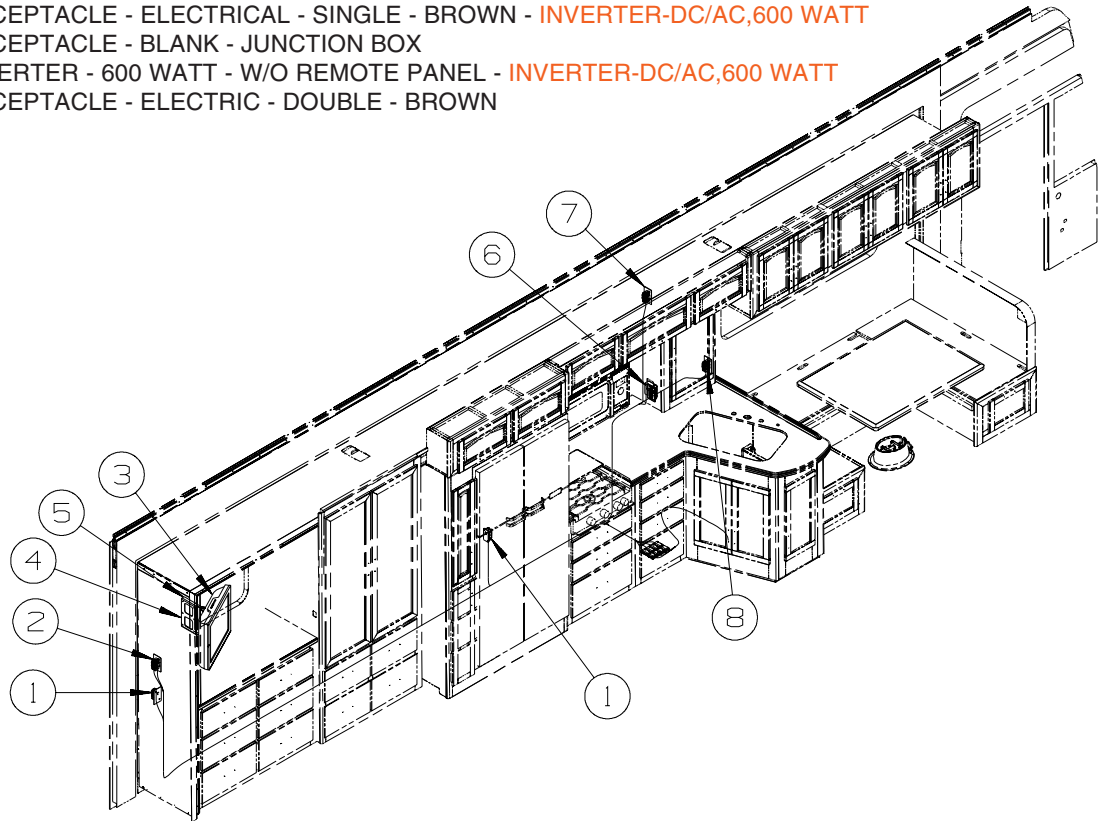 CEPTACLE - ELECTRICAL - SINGLE - BROWN - INVERTER-DC/AC,600 WATT
CEPTACLE - BLANK - JUNCTION BOX
ERTER - 600 WATT - W/O REMOTE PANEL - INVERTER-DC/AC,600 WATT
CEPTACLE - ELECTRIC - DOUBLE - BROWN
7
6
3
5
4
2
8
1
1